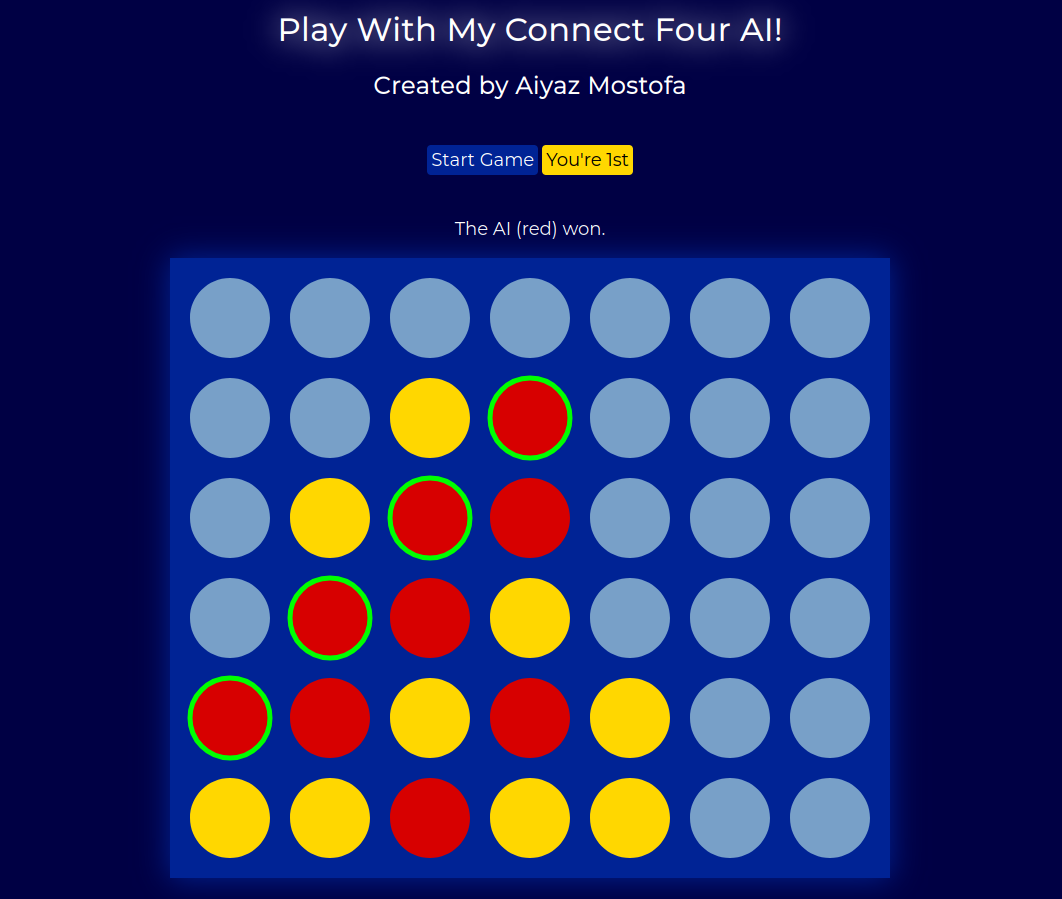 Play With My Connect Four AI!
Created by Aiyaz Mostofa
Start Game You're 1st
The AI (red) won.